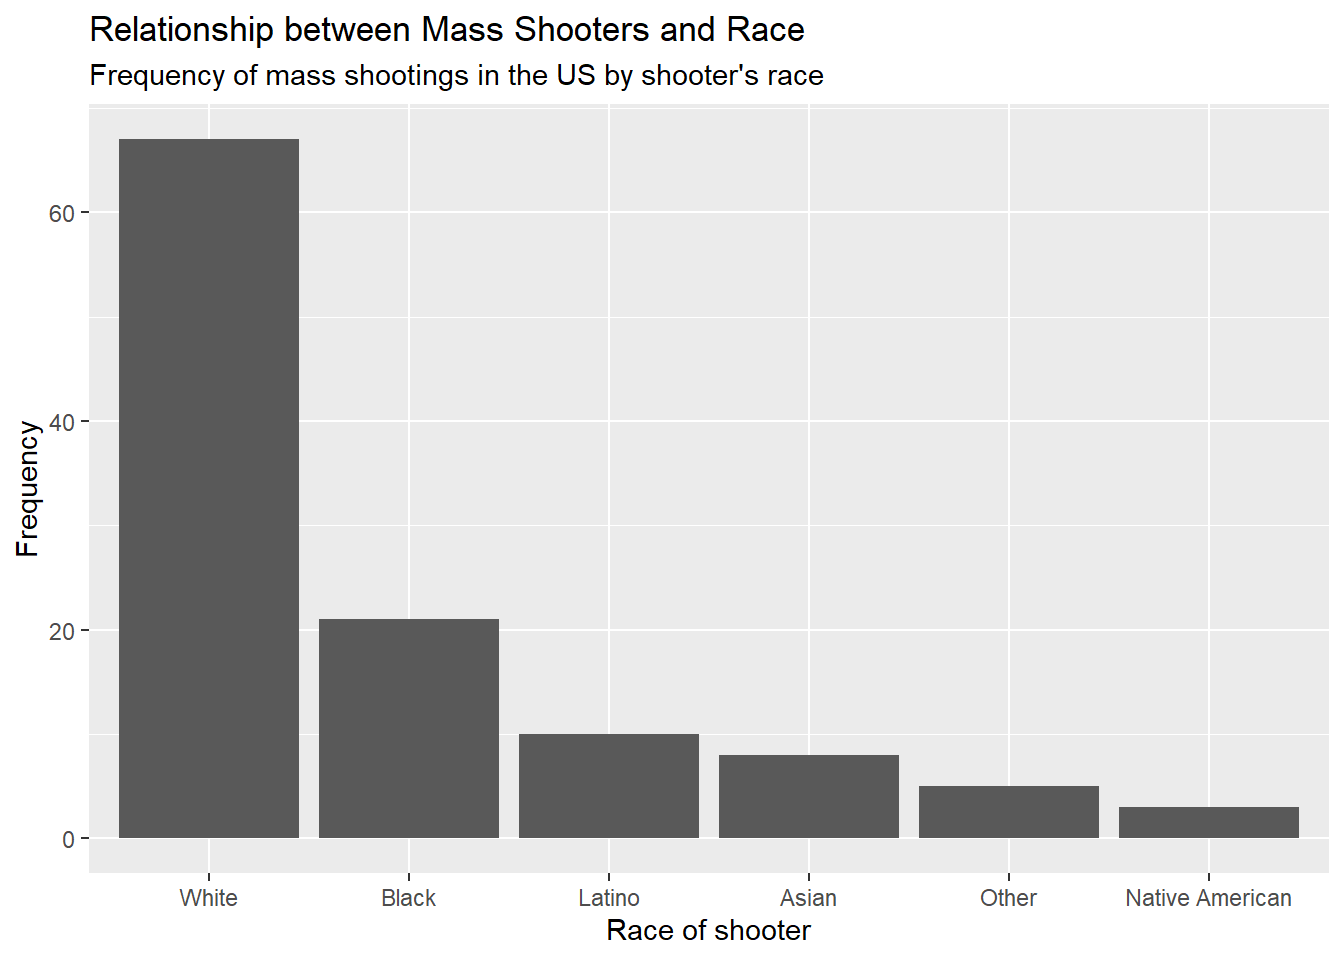 Relationship between Mass Shooters and Race
Frequency of mass shootings in the US by shooter's race
Frequency
60
40
20
0
White Black Latino Asian Other Native American
Race of shooter